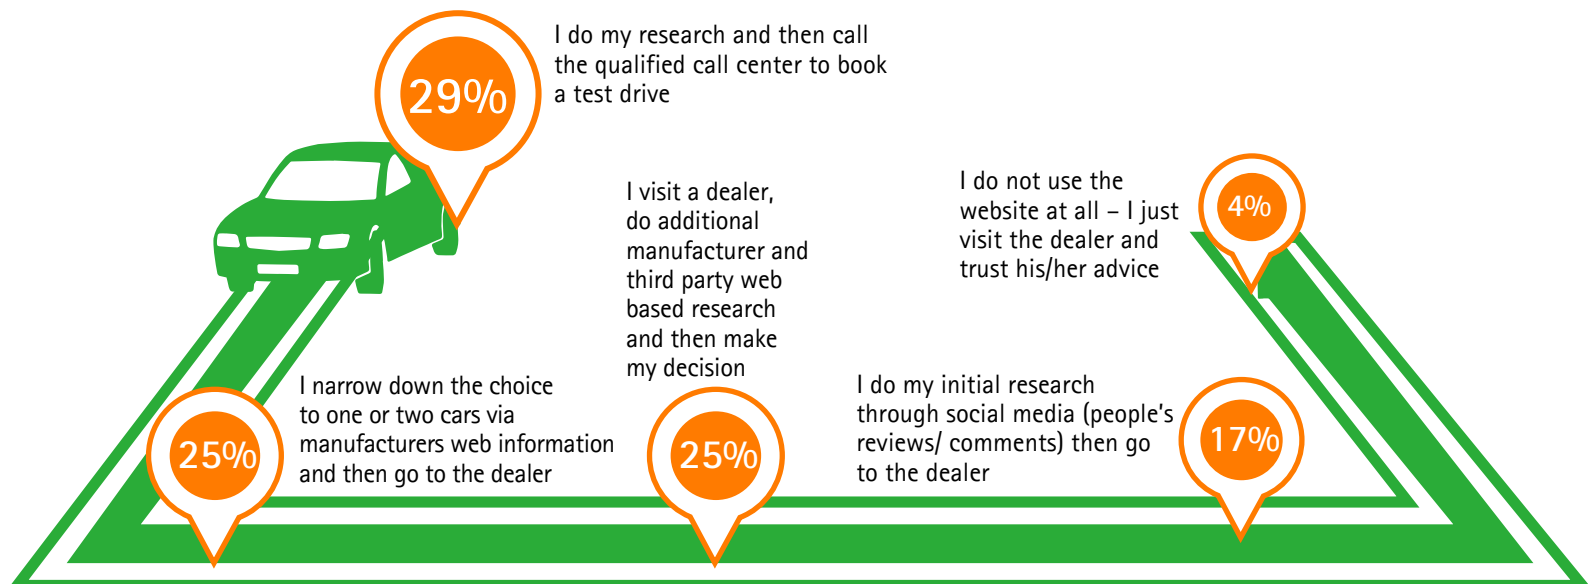 29%
I do my research and then call
the qualified call center to book
a test drive
25%
I narrow down the choice
to one or two cars via
manufacturers web information
and then go to the dealer
25%
I visit a dealer,
do additional
manufacturer and
third party web
based research
and then make
my decision
17%
I do my initial research
through social media (people's
reviews/ comments) then go
to the dealer
4%
I do not use the
website at all – I just
visit the dealer and
trust his/her advice